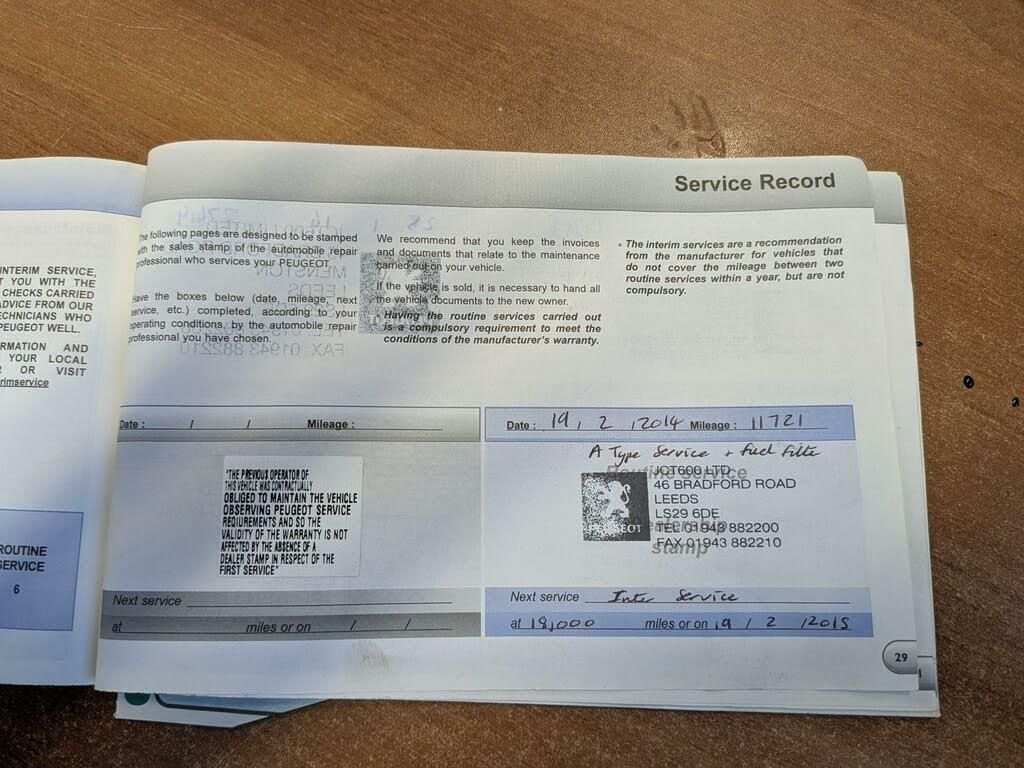 INTERIM SERVICE,
T YOU WITH THE
CHECKS CARRIED
ADVICE FROM OUR
TECHNICIANS WHO
PEUGEOT WELL.
RMATION AND
YOUR LOCAL
OR VISIT
rimservice
ROUTINE
SERVICE
6
Service Record
The following pages are designed to be stamped
with the sales stamp of the automobile repair
professional who services your PEUGEOT.
Have the boxes below (date, mileage, next
service, etc.) completed, according to your
operating conditions, by the automobile repair
professional you have chosen.
We recommend that you keep the invoices
and documents that relate to the maintenance
carried out on your vehicle.
If the vehicle is sold, it is necessary to hand all
the vehicle documents to the new owner.
Having the routine services carried out
is a compulsory requirement to meet the
conditions of the manufacturer's warranty.
• The interim services are a recommendation
from the manufacturer for vehicles that
do not cover the mileage between two
routine services within a year, but are not
compulsory.
Date : / / Mileage :
"THE PREVIOUS OPERATOR OF
THIS VEHICLE WAS CONTRACTUALLY
OBLIGED TO MAINTAIN THE VEHICLE
OBSERVING PEUGEOT SERVICE
REQIUREMENTS AND SO THE
VALIDITY OF THE WARRANTY IS NOT
AFFECTED BY THE ABSENCE OF A
DEALER STAMP IN RESPECT OF THE
FIRST SERVICE"
Next service
at miles or on / /
Date : 19 / 2 / 2014 Mileage : 11721
A Type Service + fuel filter
Routine service
JCT600 LTD
46 BRADFORD ROAD
LEEDS
LS29 6DE
TEL 01943 882200
FAX 01943 882210
PEUGEOT
stamp
Next service Inter Service
at 18,000 miles or on 19 / 2 / 2015
29